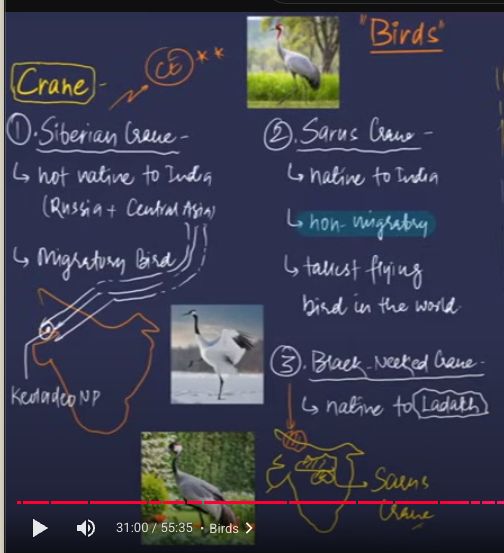 "Birds"
Crane -
CE **
①. Siberian Crane -
↳ not native to India
(Russia + Central Asia)
↳ Migratory Bird
Keoladeo NP
②. Sarus Crane -
↳ native to India
↳ non-migratory
↳ tallest flying
bird in the world
③. Black-Necked Crane -
↳ native to Ladakh
Sarus
Crane
31:00 / 55:35 • Birds >